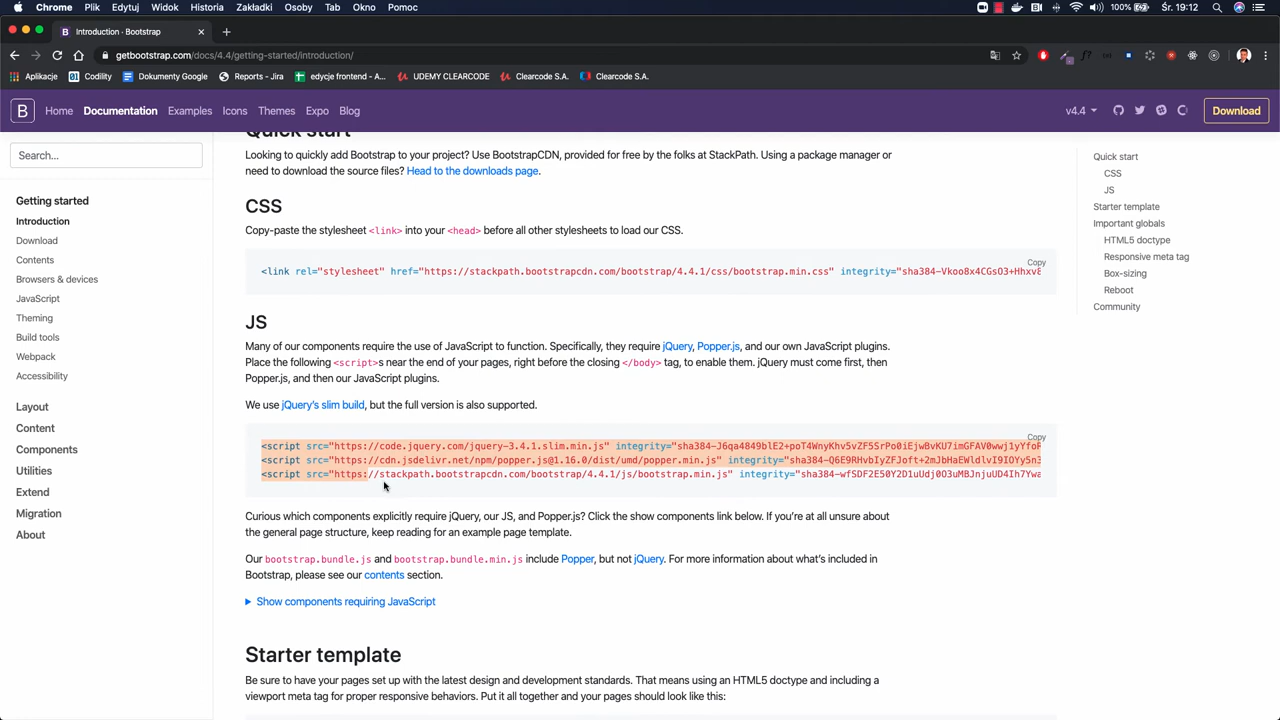 Chrome Plik Edytuj Widok Historia Zakładki Osoby Tab Okno Pomoc 100% Śr. 19:12
Introduction · Bootstrap
getbootstrap.com/docs/4.4/getting-started/introduction/
Aplikacje Codility Dokumenty Google Reports - Jira edycje frontend - A... UDEMY CLEARCODE Clearcode S.A. Clearcode S.A.
B Home Documentation Examples Icons Themes Expo Blog v4.4 Download
Quick start
Search...
Looking to quickly add Bootstrap to your project? Use BootstrapCDN, provided for free by the folks at StackPath. Using a package manager or
need to download the source files? Head to the downloads page.
CSS
Copy-paste the stylesheet <link> into your <head> before all other stylesheets to load our CSS.
Copy
<link rel="stylesheet" href="https://stackpath.bootstrapcdn.com/bootstrap/4.4.1/css/bootstrap.min.css" integrity="sha384-Vkoo8x4CGsO3+Hhxv8
JS
Many of our components require the use of JavaScript to function. Specifically, they require jQuery, Popper.js, and our own JavaScript plugins.
Place the following <script>s near the end of your pages, right before the closing </body> tag, to enable them. jQuery must come first, then
Popper.js, and then our JavaScript plugins.
We use jQuery's slim build, but the full version is also supported.
Copy
<script src="https://code.jquery.com/jquery-3.4.1.slim.min.js" integrity="sha384-J6qa4849blE2+poT4WnyKhv5vZF5SrPo0iEjwBvKU7imGFAV0wwj1yYfoR
<script src="https://cdn.jsdelivr.net/npm/popper.js@1.16.0/dist/umd/popper.min.js" integrity="sha384-Q6E9RHvbIyZFJoft+2mJbHaEWldlvI9IOYy5n3
<script src="https://stackpath.bootstrapcdn.com/bootstrap/4.4.1/js/bootstrap.min.js" integrity="sha384-wfSDF2E50Y2D1uUdj0O3uMBJnjuUD4Ih7Ywa
Curious which components explicitly require jQuery, our JS, and Popper.js? Click the show components link below. If you're at all unsure about
the general page structure, keep reading for an example page template.
Our bootstrap.bundle.js and bootstrap.bundle.min.js include Popper, but not jQuery. For more information about what's included in
Bootstrap, please see our contents section.
Show components requiring JavaScript
Starter template
Be sure to have your pages set up with the latest design and development standards. That means using an HTML5 doctype and including a
viewport meta tag for proper responsive behaviors. Put it all together and your pages should look like this:
Getting started
Introduction
Download
Contents
Browsers & devices
JavaScript
Theming
Build tools
Webpack
Accessibility
Layout
Content
Components
Utilities
Extend
Migration
About
Quick start
CSS
JS
Starter template
Important globals
HTML5 doctype
Responsive meta tag
Box-sizing
Reboot
Community